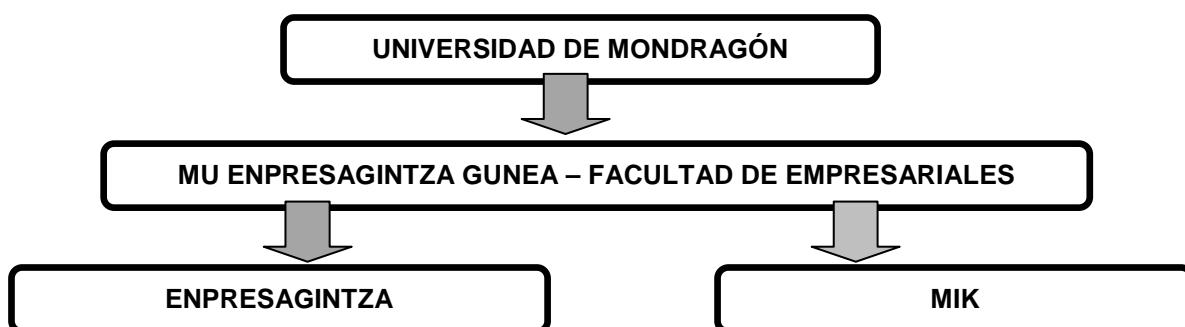 UNIVERSIDAD DE MONDRAGÓN
MU ENPRESAGINTZA GUNEA – FACULTAD DE EMPRESARIALES
ENPRESAGINTZA
MIK